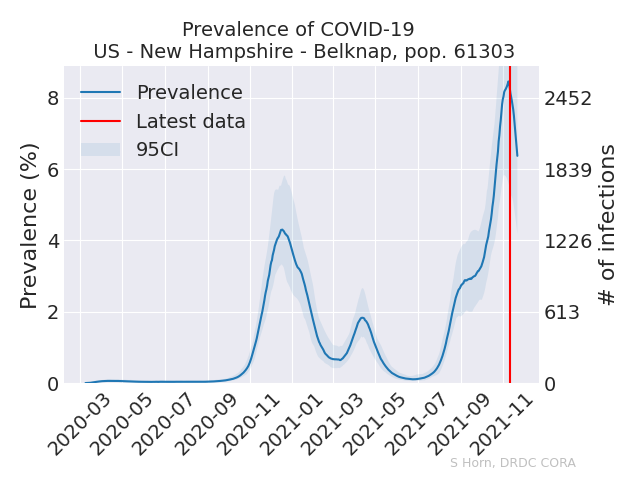 Prevalence of COVID-19
US - New Hampshire - Belknap, pop. 61303
Prevalence
Latest data
95CI
Prevalence (%)
8
6
4
2
0
2452
1839
1226
613
0
# of infections
2020-03
2020-05
2020-07
2020-09
2020-11
2021-01
2021-03
2021-05
2021-07
2021-09
2021-11
S Horn, DRDC CORA